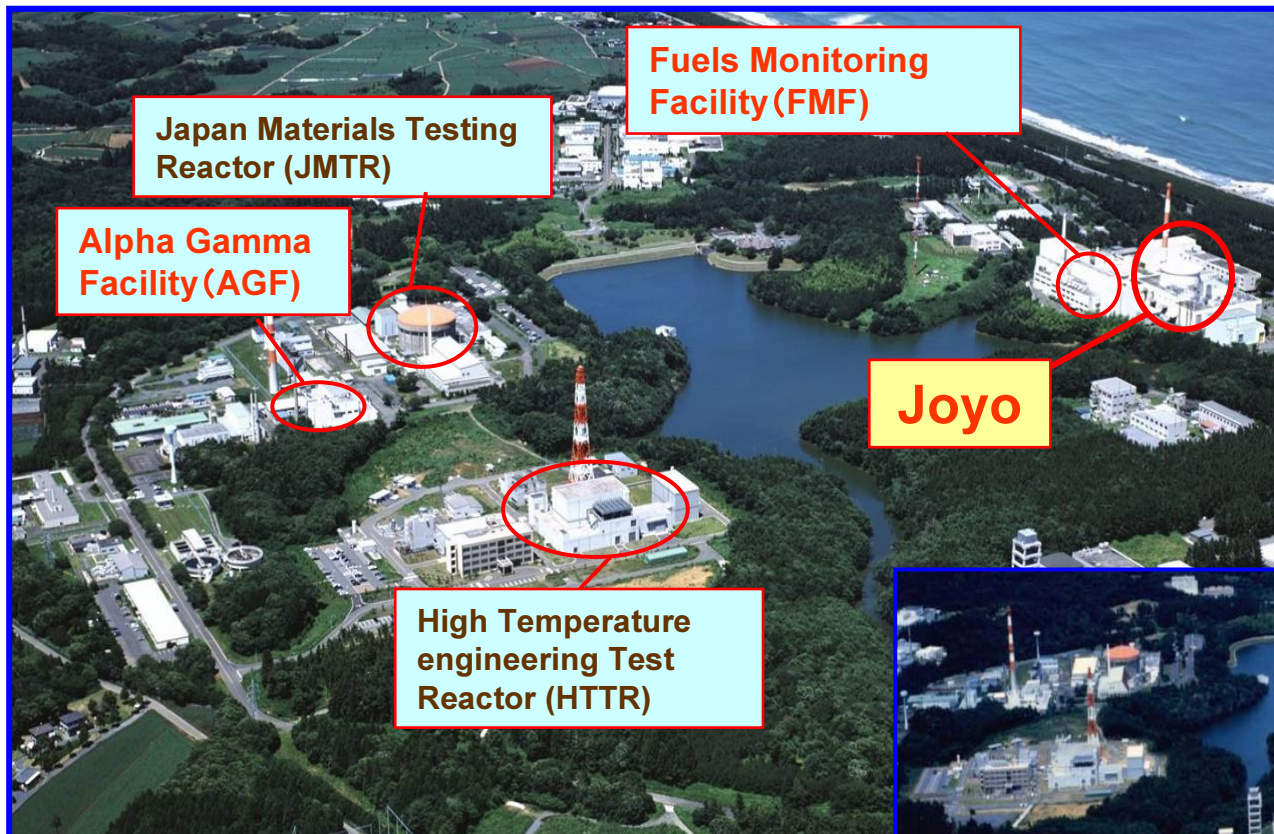 Fuels Monitoring
Facility（FMF)
Japan Materials Testing
Reactor (JMTR)
Alpha Gamma
Facility（AGF)
Joyo
High Temperature
engineering Test
Reactor (HTTR)